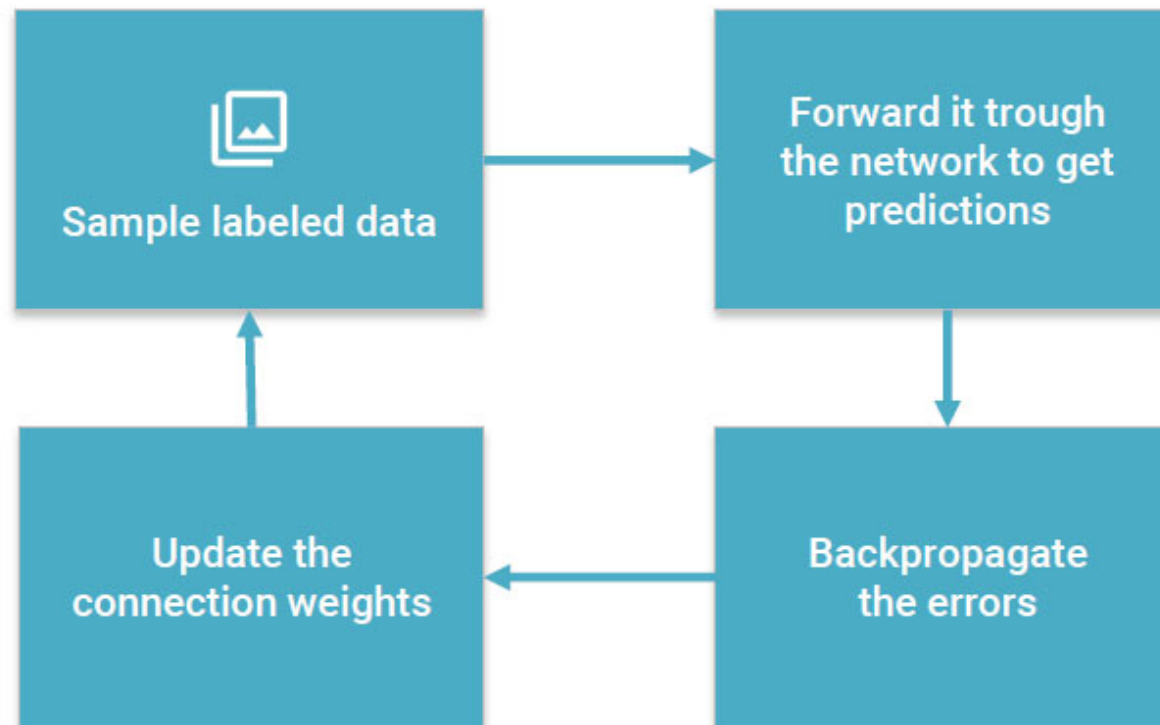 Sample labeled data
Forward it trough
the network to get
predictions
Backpropagate
the errors
Update the
connection weights